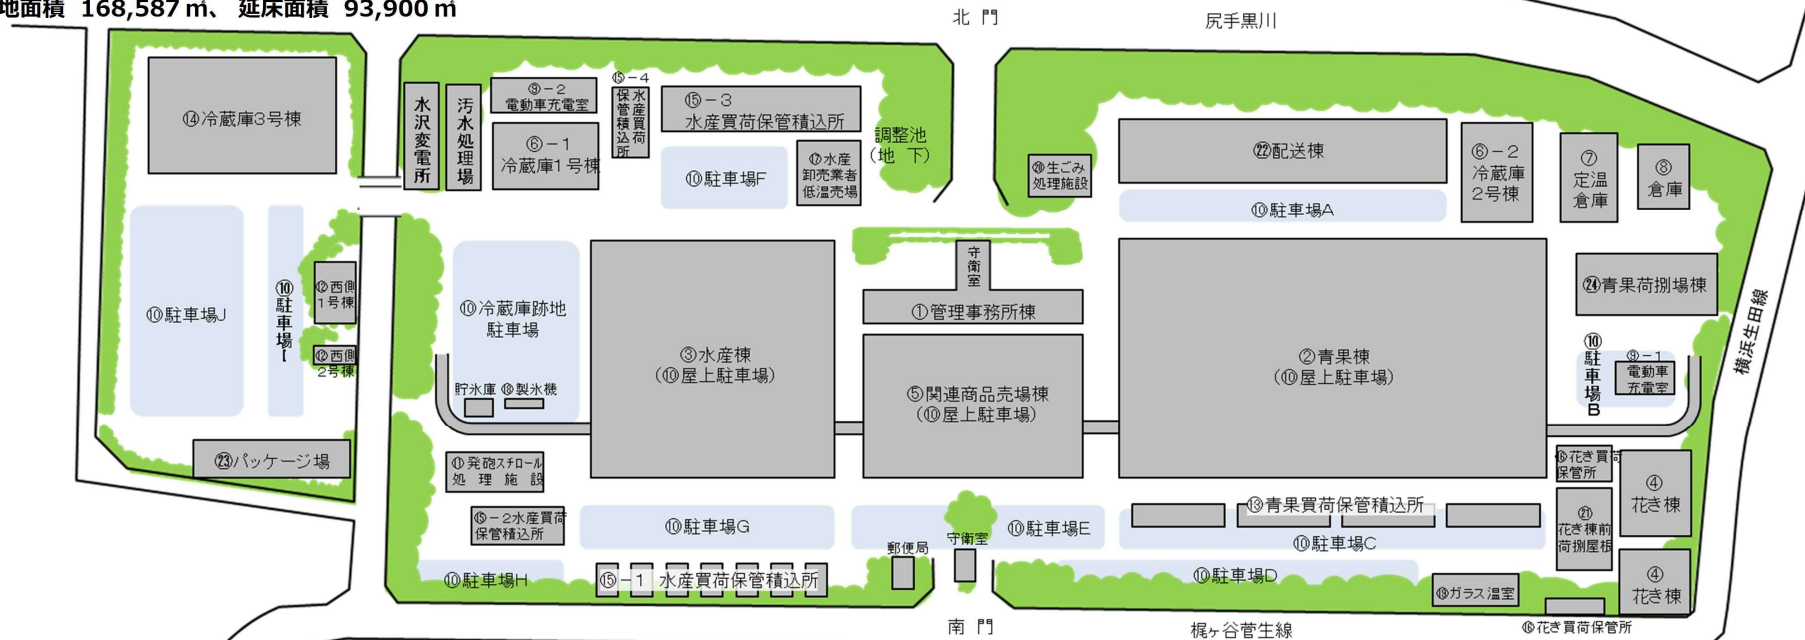 地面積 168,587㎡、延床面積 93,900㎡
北門
尻手黒川
⑭冷蔵庫3号棟
水沢変電所
汚水処理場
⑨－2
電動車充電室
⑥－1
冷蔵庫1号棟
⑮－4
水産買荷
保管積込所
⑮－3
水産買荷保管積込所
⑩駐車場F
⑰水産
卸売業者
低温売場
調整池
（地 下）
⑳生ごみ
処理施設
㉒配送棟
⑩駐車場A
⑥－2
冷蔵庫
2号棟
⑦
定温
倉庫
⑧
倉庫
⑩駐車場J
⑩駐車場I
⑫西側
1号棟
⑫西側
2号棟
⑩冷蔵庫跡地
駐車場
貯氷庫
⑱製氷機
③水産棟
(⑩屋上駐車場)
守衛室
①管理事務所棟
⑤関連商品売場棟
(⑩屋上駐車場)
②青果棟
(⑩屋上駐車場)
㉔青果荷捌場棟
横浜生田線
⑩駐車場B
⑨－1
電動車
充電室
㉓パッケージ場
⑪発砲スチロール
処 理 施 設
⑮－2水産買荷
保管積込所
⑩駐車場G
⑩駐車場E
⑬青果買荷保管積込所
⑩駐車場C
⑯花き買荷
保管所
④
花き棟
㉑
花き棟前
荷捌屋根
⑩駐車場H
⑮－1 水産買荷保管積込所
郵便局
守衛室
⑩駐車場D
⑲ガラス温室
④
花き棟
⑯花き買荷保管所
南門
梶ヶ谷菅生線